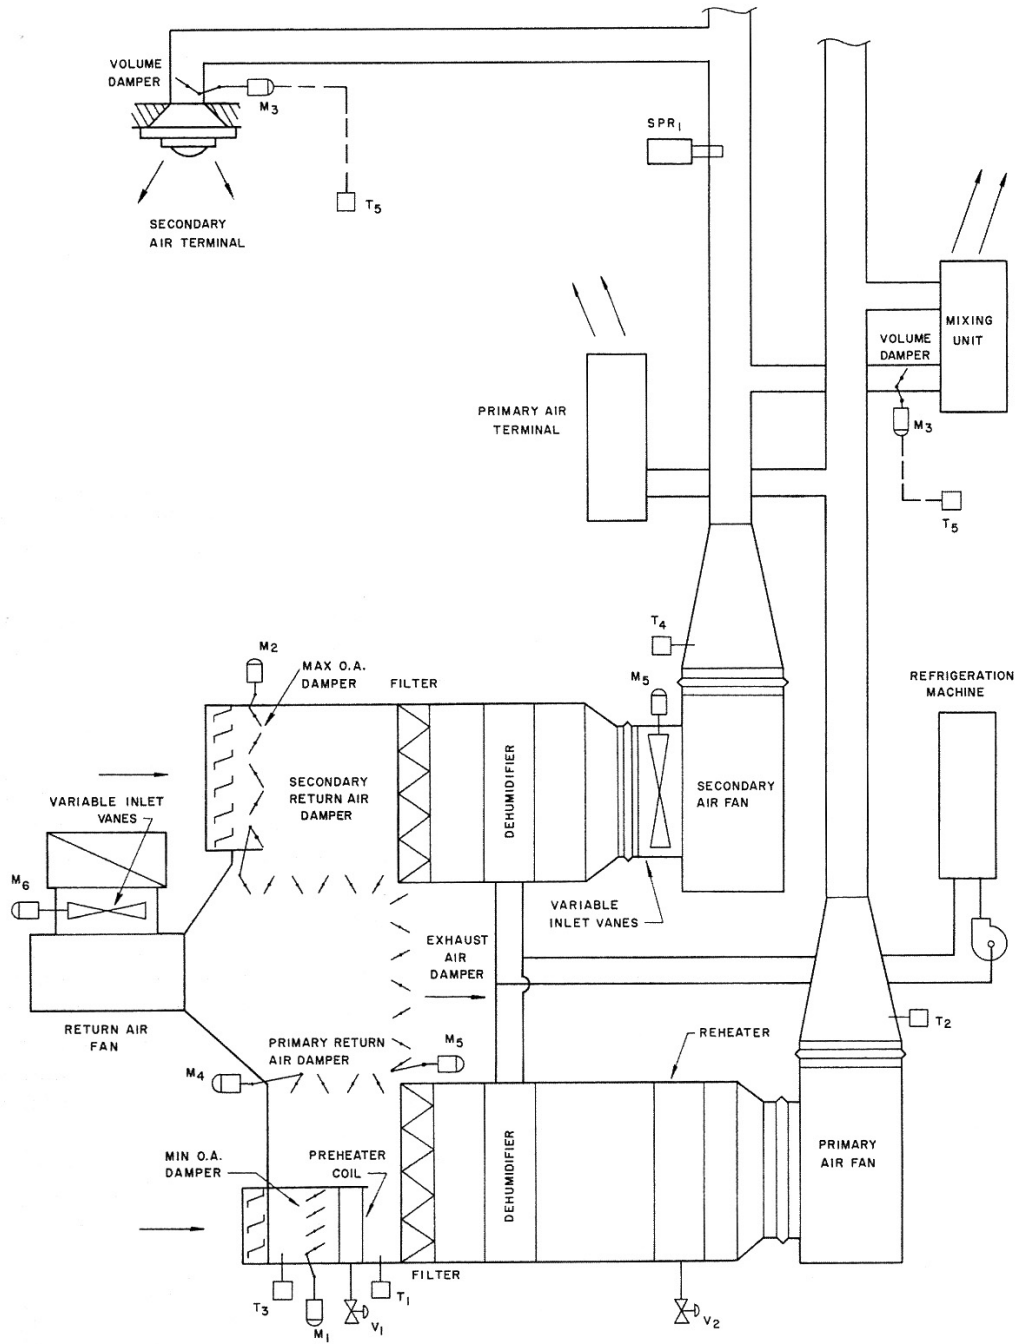 VOLUME
DAMPER
M3
T5
SECONDARY
AIR TERMINAL
SPR1
MIXING
UNIT
VOLUME
DAMPER
M3
T5
PRIMARY AIR
TERMINAL
T4
M2
MAX O.A.
DAMPER
FILTER
M5
REFRIGERATION
MACHINE
SECONDARY
RETURN AIR
DAMPER
DEHUMIDIFIER
SECONDARY
AIR FAN
VARIABLE INLET
VANES
M6
VARIABLE
INLET VANES
EXHAUST
AIR
DAMPER
RETURN AIR
FAN
T2
PRIMARY RETURN
AIR DAMPER
M5
REHEATER
M4
MIN O.A.
DAMPER
PREHEATER
COIL
DEHUMIDIFIER
PRIMARY
AIR FAN
FILTER
T3
M1
V1
T1
V2